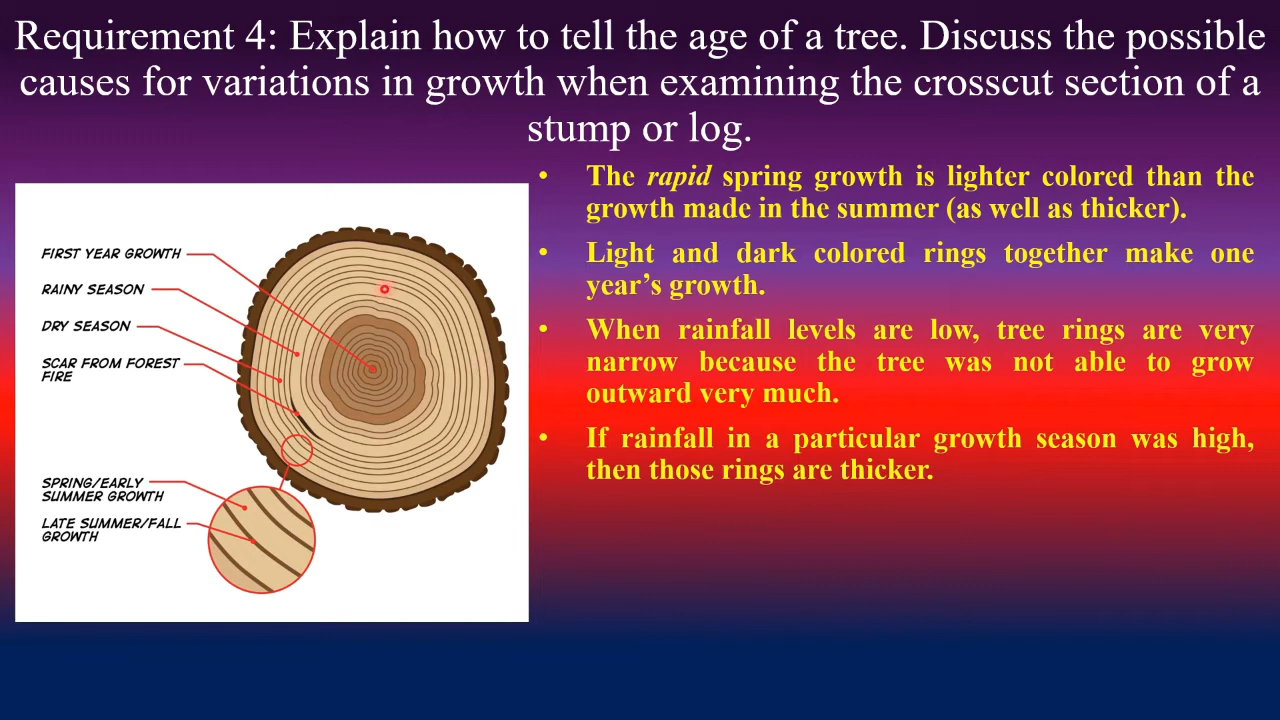 Requirement 4: Explain how to tell the age of a tree. Discuss the possible
causes for variations in growth when examining the crosscut section of a
stump or log.
FIRST YEAR GROWTH
RAINY SEASON
DRY SEASON
SCAR FROM FOREST
FIRE
SPRING/EARLY
SUMMER GROWTH
LATE SUMMER/FALL
GROWTH
• The rapid spring growth is lighter colored than the
growth made in the summer (as well as thicker).
• Light and dark colored rings together make one
year’s growth.
• When rainfall levels are low, tree rings are very
narrow because the tree was not able to grow
outward very much.
• If rainfall in a particular growth season was high,
then those rings are thicker.